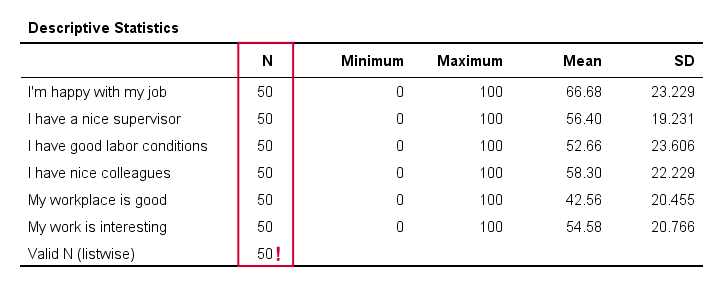 Descriptive Statistics
N Minimum Maximum Mean SD
I'm happy with my job 50 0 100 66.68 23.229
I have a nice supervisor 50 0 100 56.40 19.231
I have good labor conditions 50 0 100 52.66 23.606
I have nice colleagues 50 0 100 58.30 22.229
My workplace is good 50 0 100 42.56 20.455
My work is interesting 50 0 100 54.58 20.766
Valid N (listwise) 50!